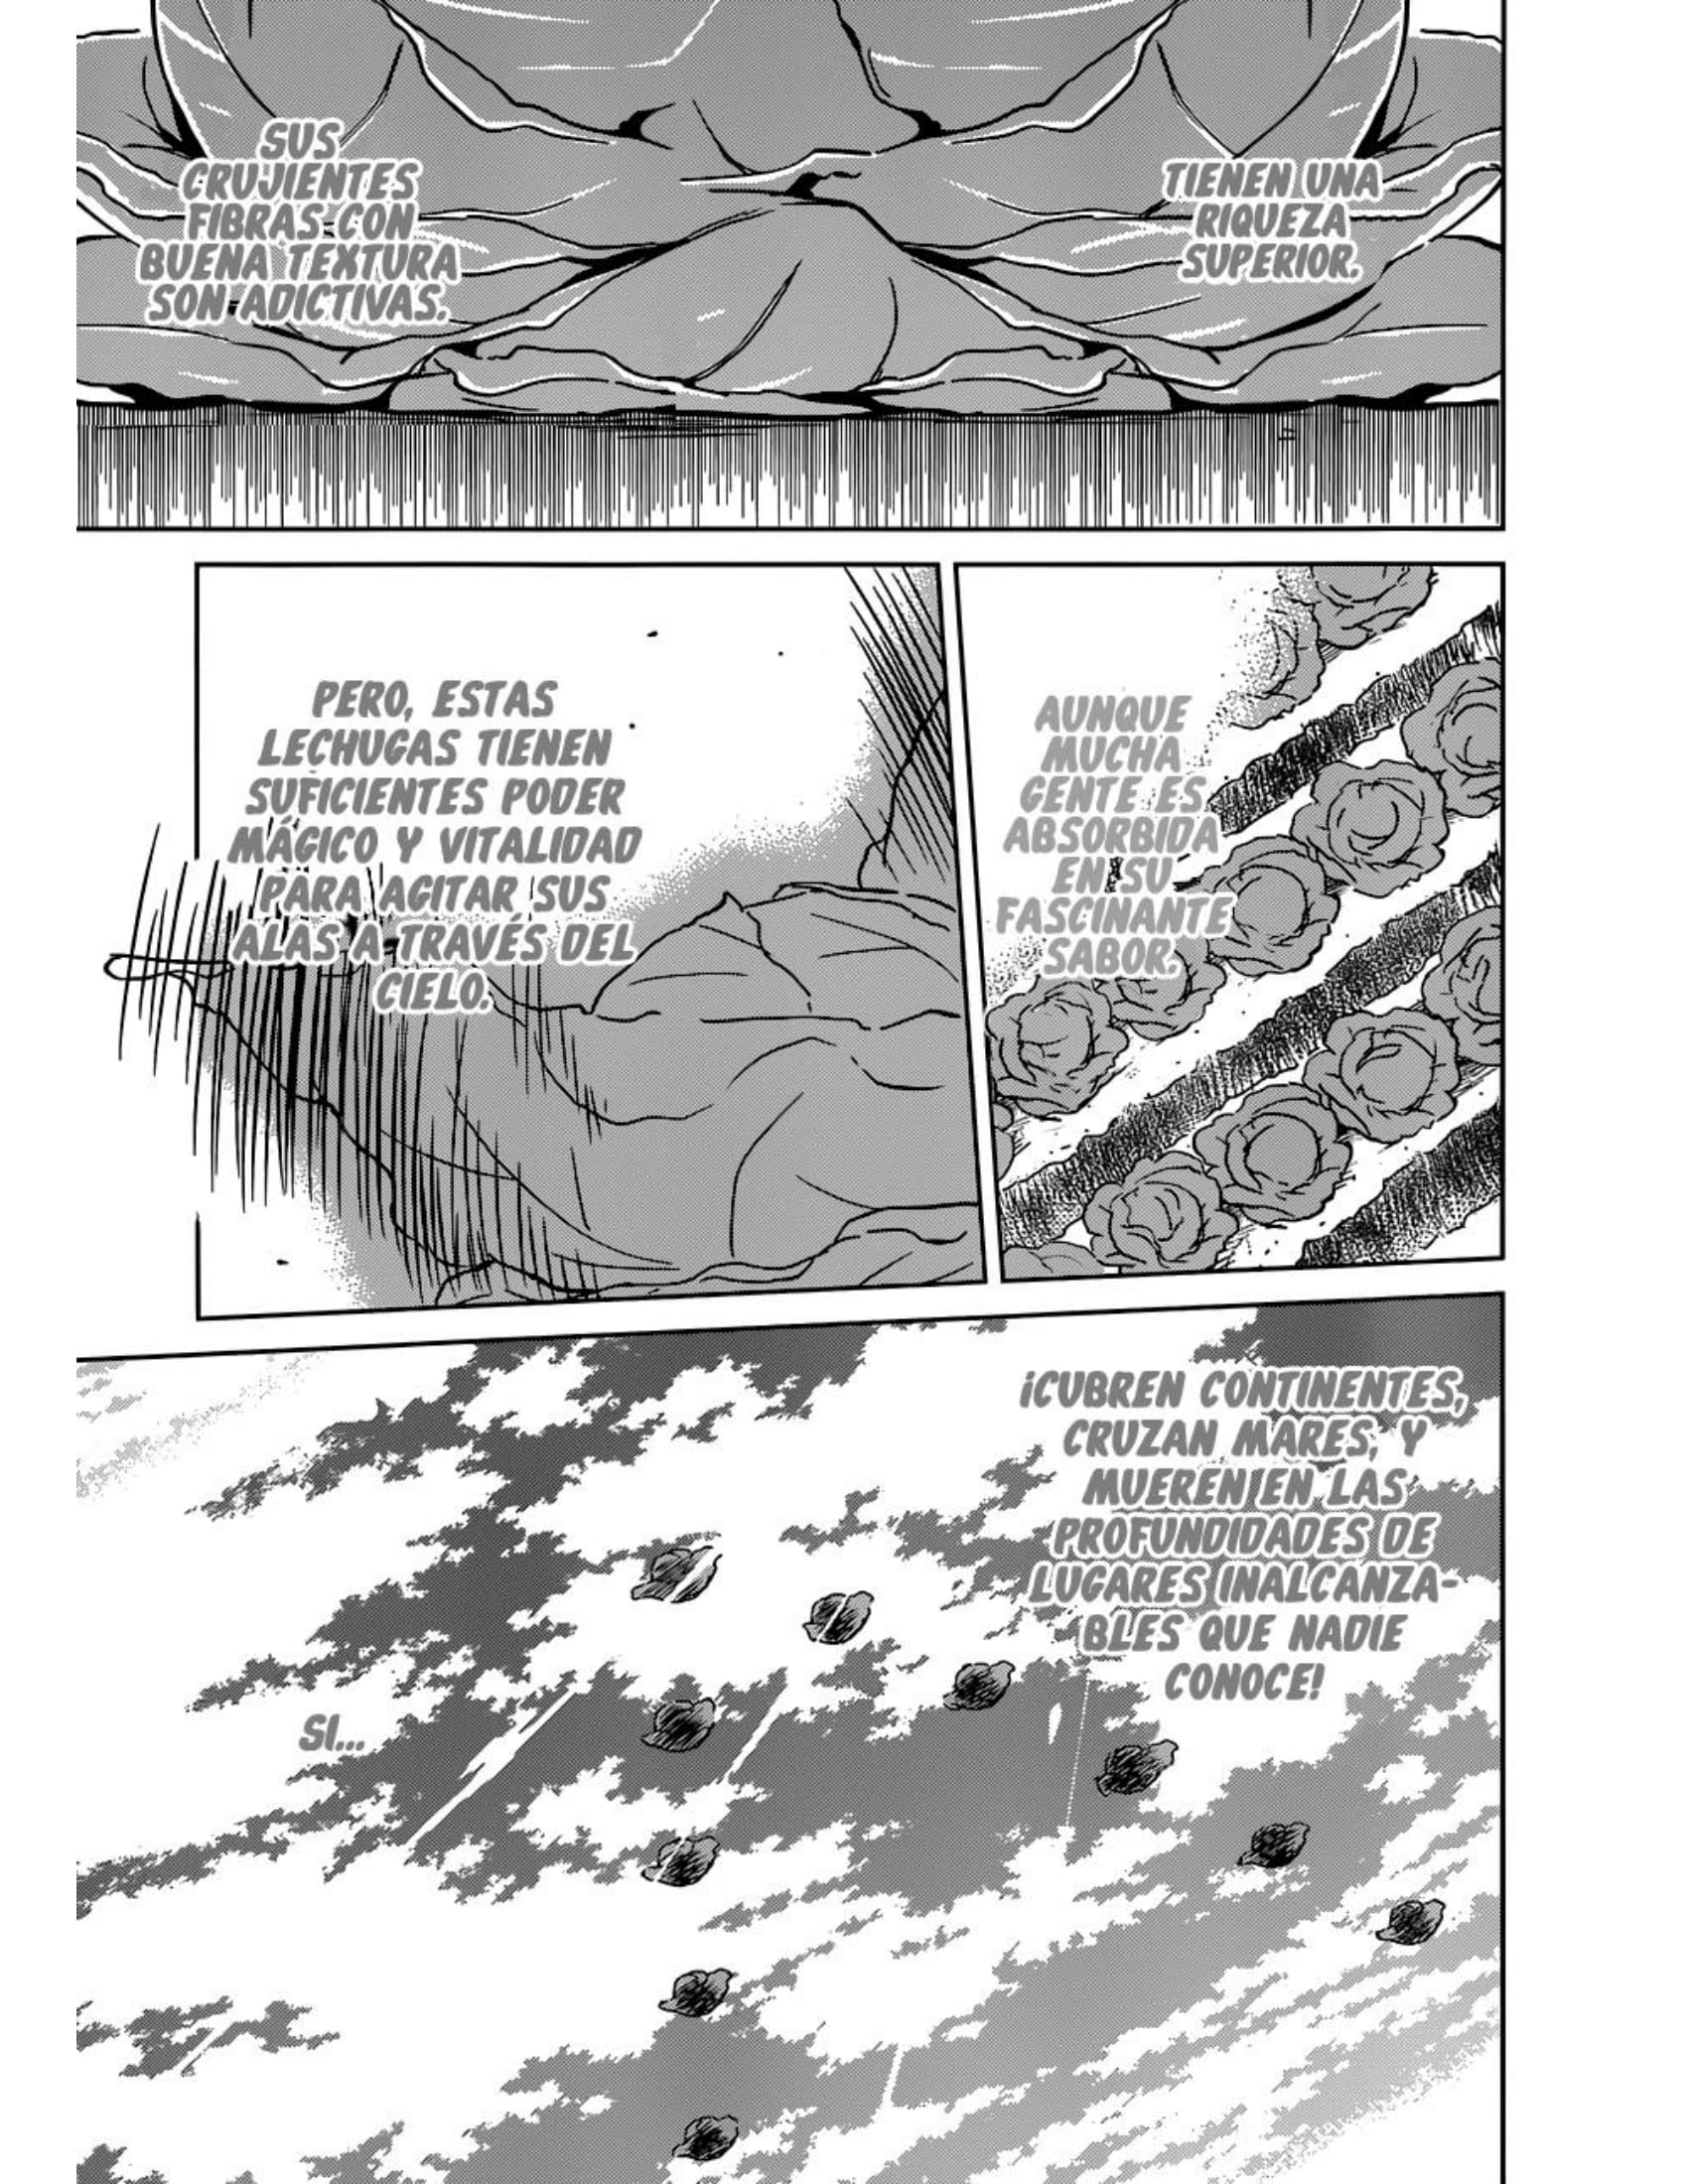 TIENEN UNA
RIQUEZA
SUPERIOR.
SUS
CRUJIENTES
FIBRAS CON
BUENA TEXTURA
SON ADICTIVAS.
AUNQUE
MUCHA
GENTE ES
ABSORBIDA
EN SU
FASCINANTE
SABOR.
PERO, ESTAS
LECHUGAS TIENEN
SUFICIENTES PODER
MÁGICO Y VITALIDAD
PARA AGITAR SUS
ALAS A TRAVÉS DEL
CIELO.
¡CUBREN CONTINENTES,
CRUZAN MARES, Y
MUEREN EN LAS
PROFUNDIDADES DE
LUGARES INALCANZA-
BLES QUE NADIE
CONOCE!
SI...